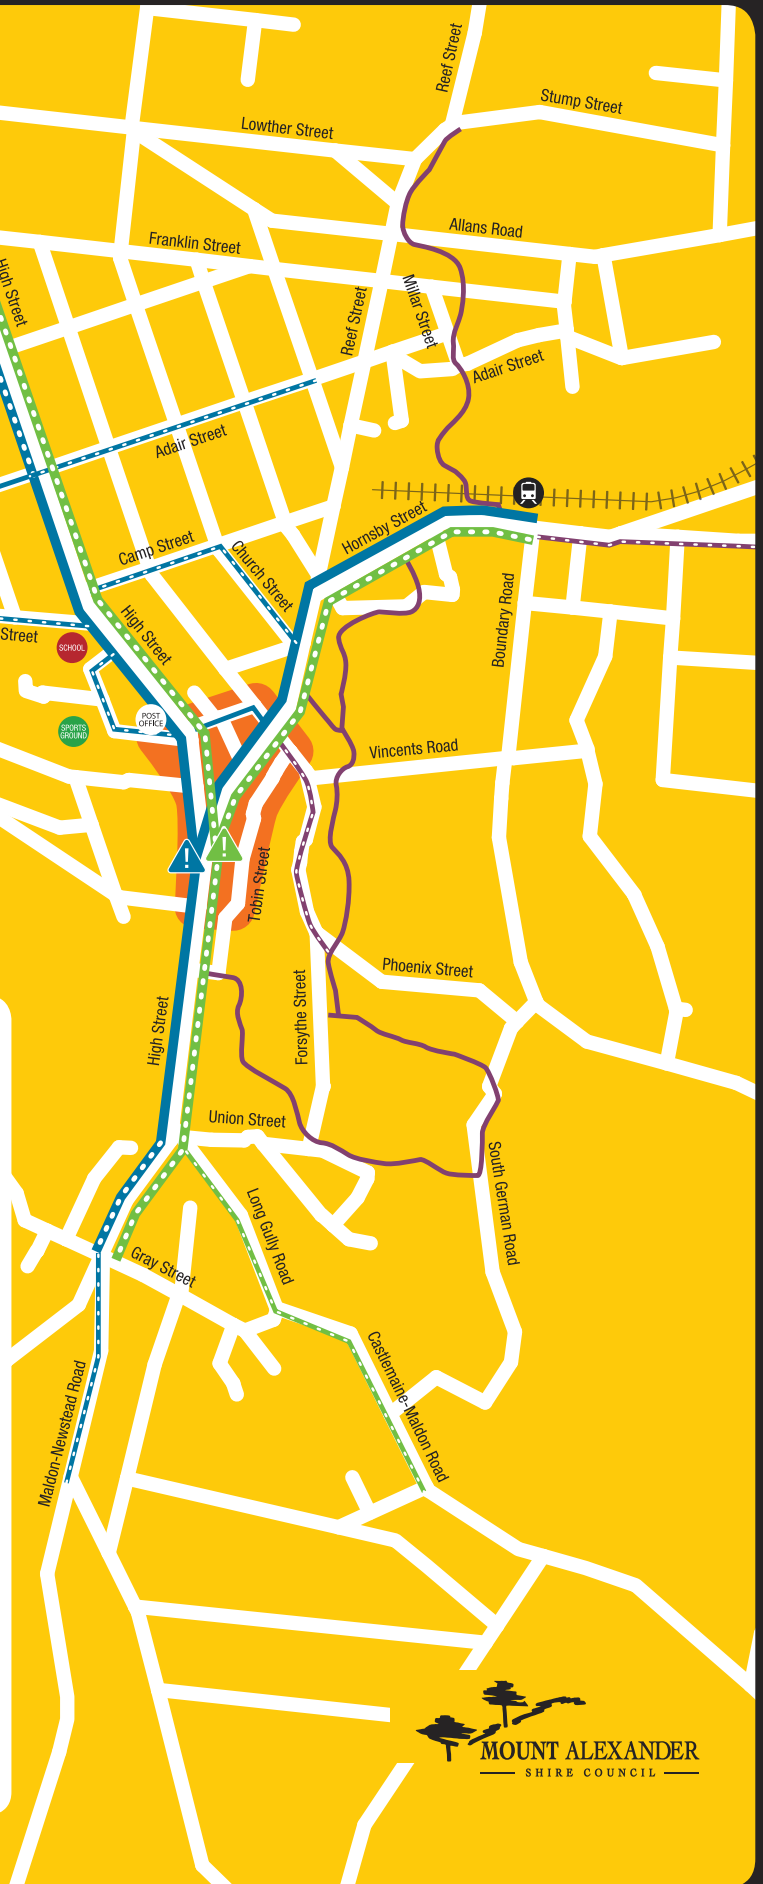 Reef Street
Stump Street
Lowther Street
Allans Road
Franklin Street
High Street
Millar Street
Reef Street
Adair Street
Adair Street
Hornsby Street
Camp Street
Church Street
Boundary Road
High Street
Street
SCHOOL
POST
OFFICE
SPORTS
GROUND
Vincents Road
!
!
Tobin Street
Phoenix Street
Forsythe Street
High Street
Union Street
South German Road
Long Gully Road
Gray Street
Castlemaine-Maldon Road
Maldon-Newstead Road
MOUNT ALEXANDER
SHIRE COUNCIL